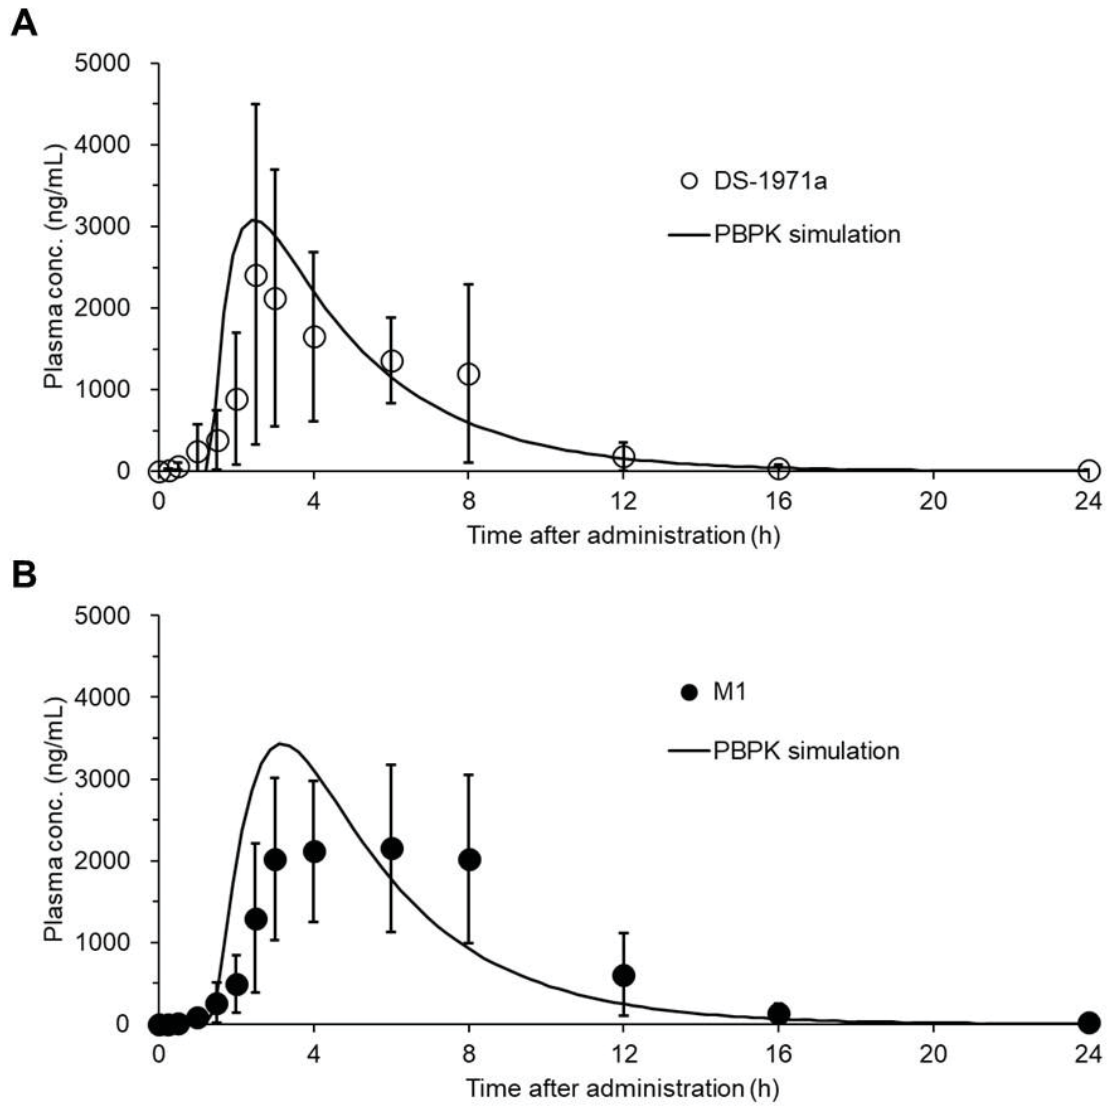 A
5000
4000
3000
2000
1000
0
Plasma conc. (ng/mL)
DS-1971a
PBPK simulation
0 4 8 12 16 20 24
Time after administration (h)
B
5000
4000
3000
2000
1000
0
Plasma conc. (ng/mL)
M1
PBPK simulation
0 4 8 12 16 20 24
Time after administration (h)